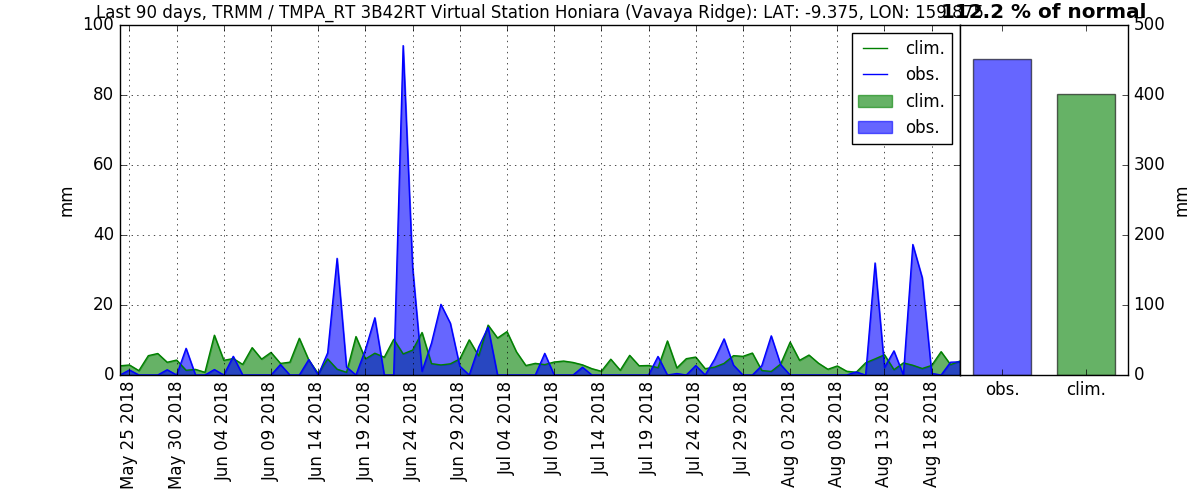 Last 90 days, TRMM / TMPA_RT 3B42RT Virtual Station Honiara (Vavaya Ridge): LAT: -9.375, LON: 159.875
112.2 % of normal
100
80
60
40
20
0
mm
clim.
obs.
clim.
obs.
May 25 2018
May 30 2018
Jun 04 2018
Jun 09 2018
Jun 14 2018
Jun 19 2018
Jun 24 2018
Jun 29 2018
Jul 04 2018
Jul 09 2018
Jul 14 2018
Jul 19 2018
Jul 24 2018
Jul 29 2018
Aug 03 2018
Aug 08 2018
Aug 13 2018
Aug 18 2018
500
400
300
200
100
0
mm
obs.
clim.